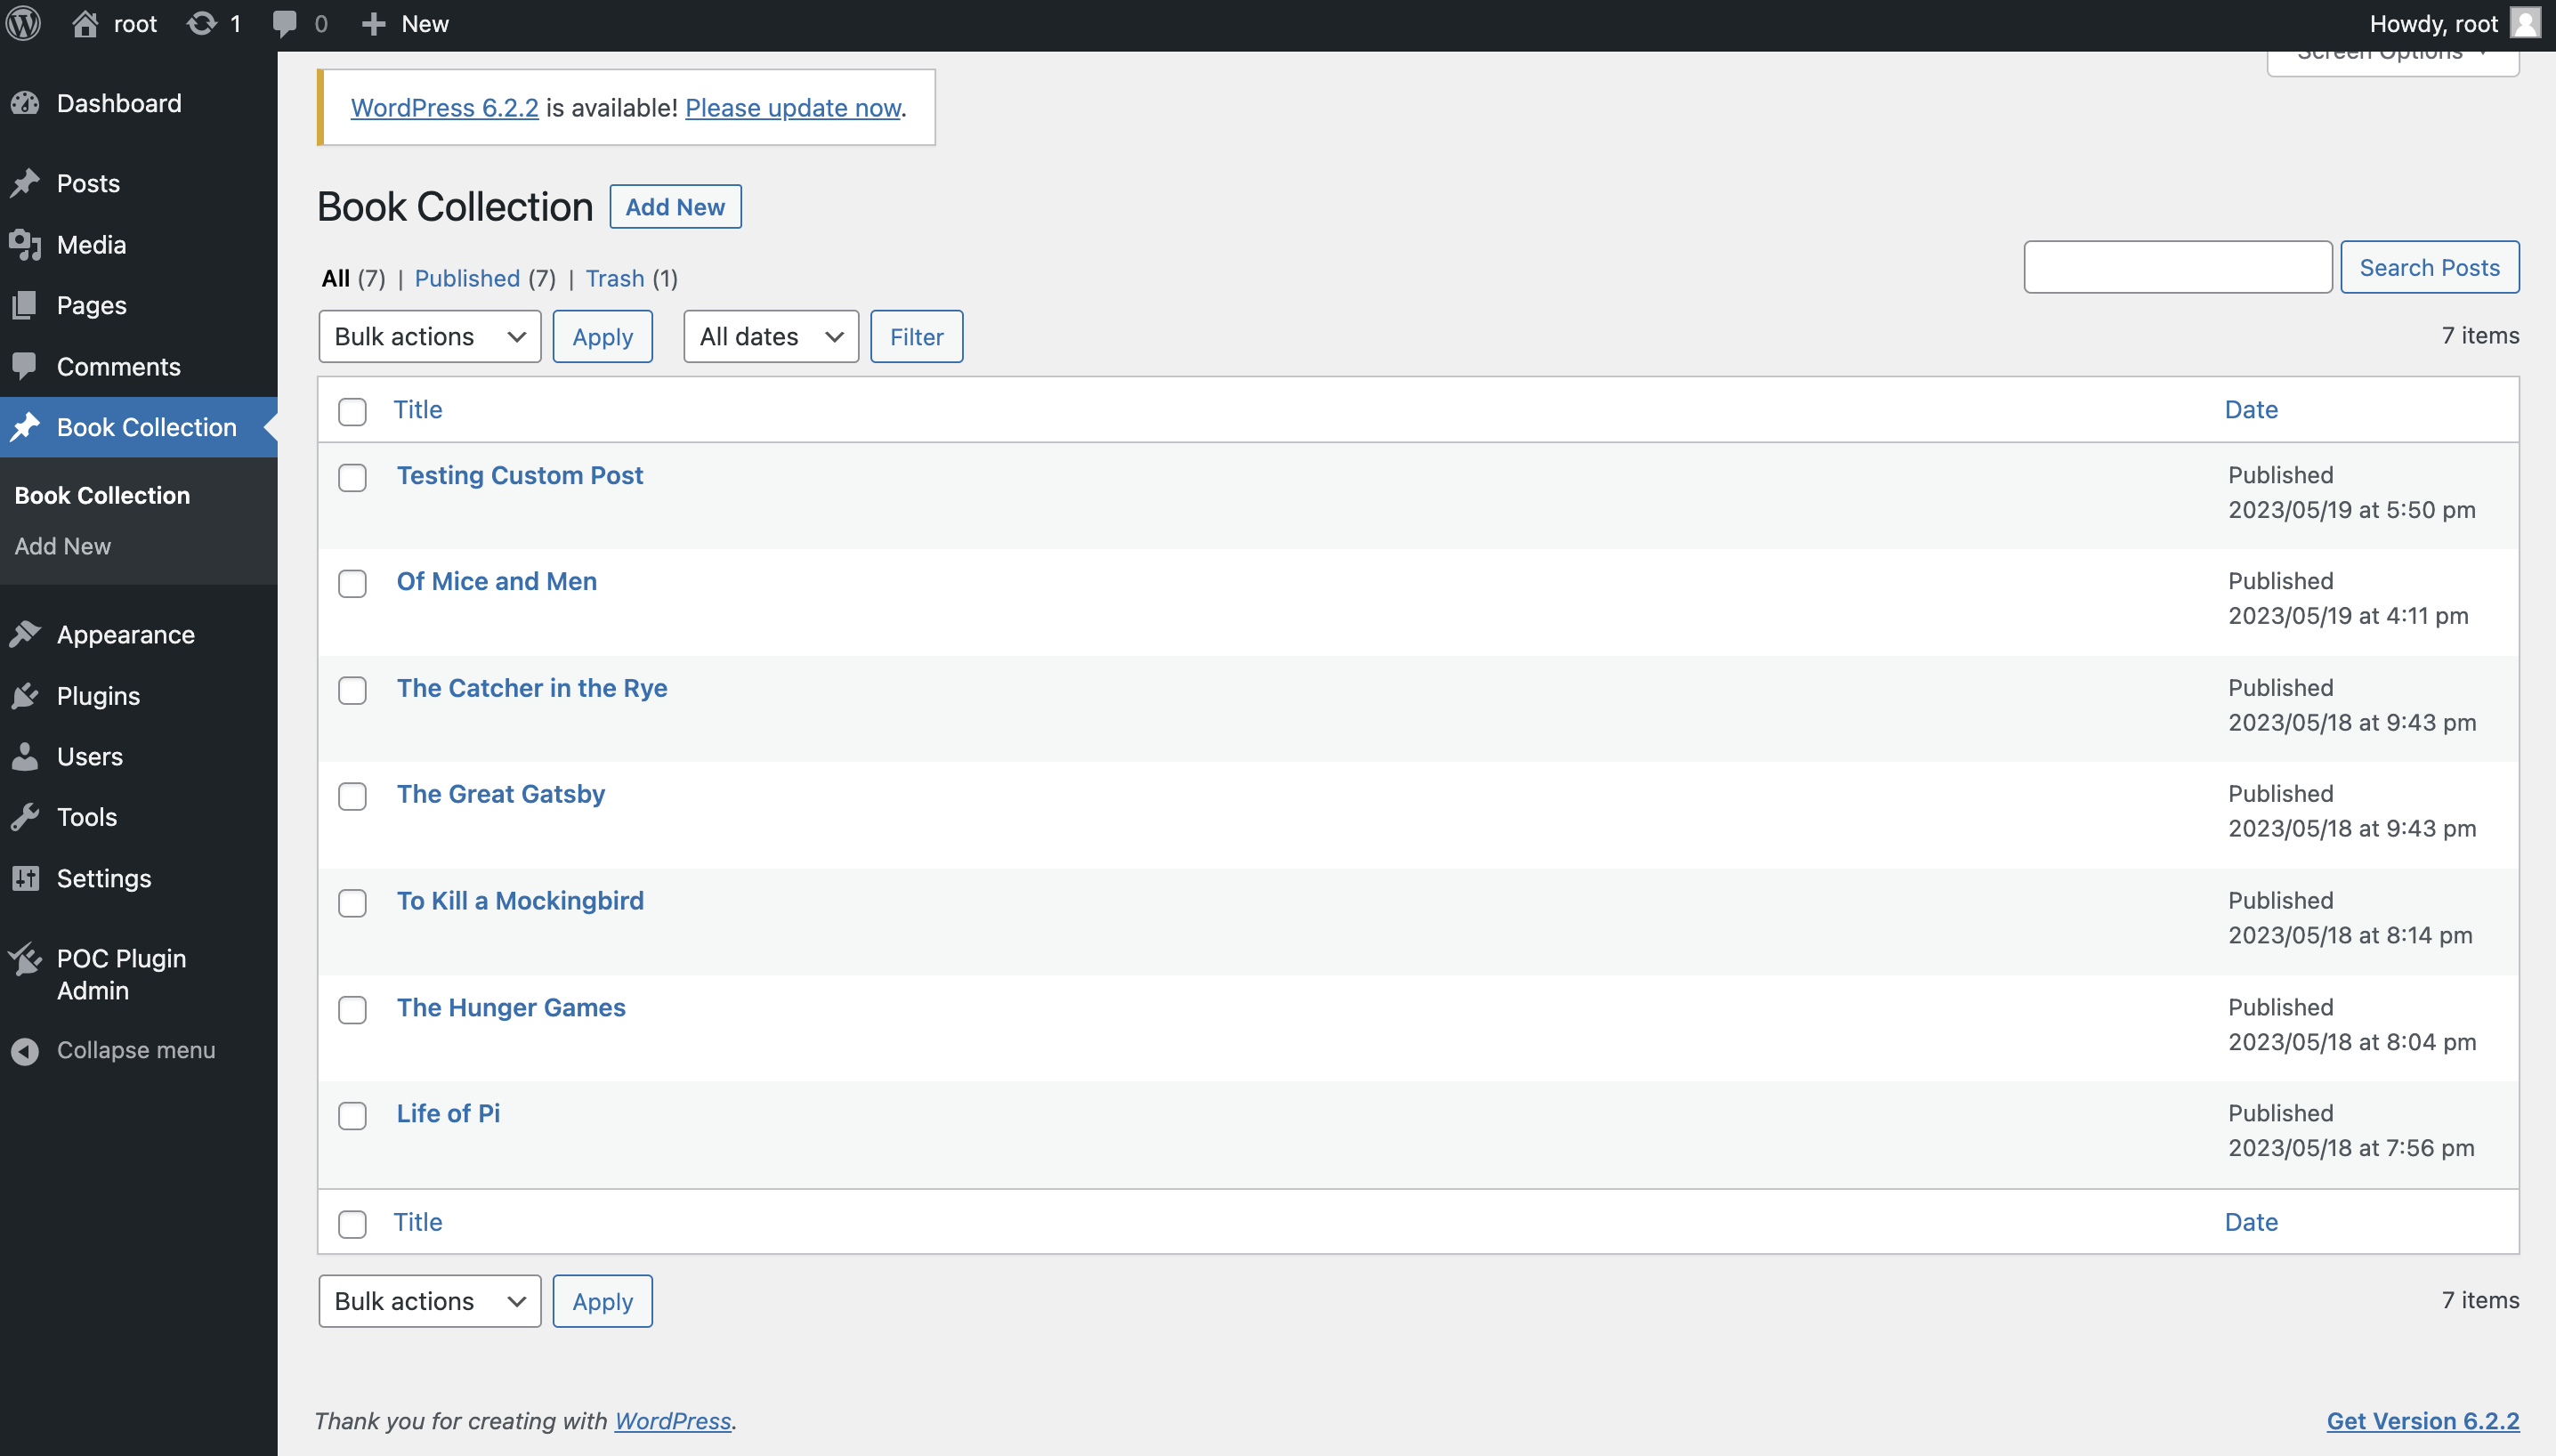 root 1 0 New Howdy, root
Screen Options
Dashboard
Posts
Media
Pages
Comments
Book Collection
Book Collection
Add New
Appearance
Plugins
Users
Tools
Settings
POC Plugin
Admin
Collapse menu
WordPress 6.2.2 is available! Please update now.
Book Collection Add New
All (7) | Published (7) | Trash (1)
Search Posts
Bulk actions Apply All dates Filter 7 items
Title Date
Testing Custom Post Published
2023/05/19 at 5:50 pm
Of Mice and Men Published
2023/05/19 at 4:11 pm
The Catcher in the Rye Published
2023/05/18 at 9:43 pm
The Great Gatsby Published
2023/05/18 at 9:43 pm
To Kill a Mockingbird Published
2023/05/18 at 8:14 pm
The Hunger Games Published
2023/05/18 at 8:04 pm
Life of Pi Published
2023/05/18 at 7:56 pm
Title Date
Bulk actions Apply 7 items
Thank you for creating with WordPress. Get Version 6.2.2